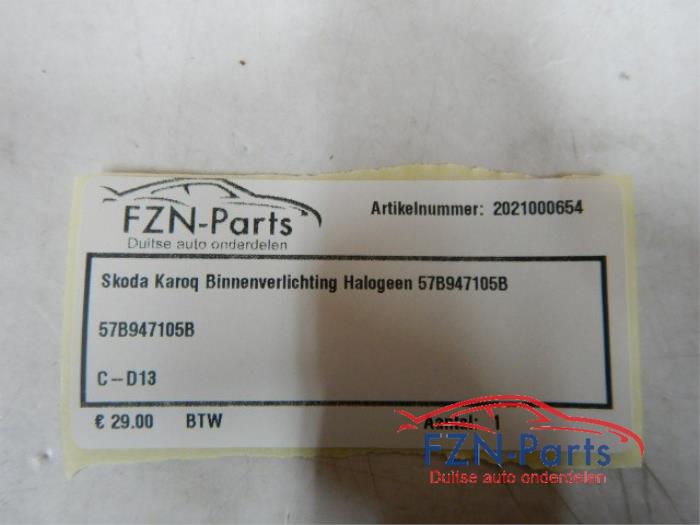 FZN-Parts
Duitse auto onderdelen
Artikelnummer: 2021000654
Skoda Karoq Binnenverlichting Halogeen 57B947105B
57B947105B
C-D13
€ 29.00 BTW Aantal: 1
FZN-Parts
Duitse auto onderdelen